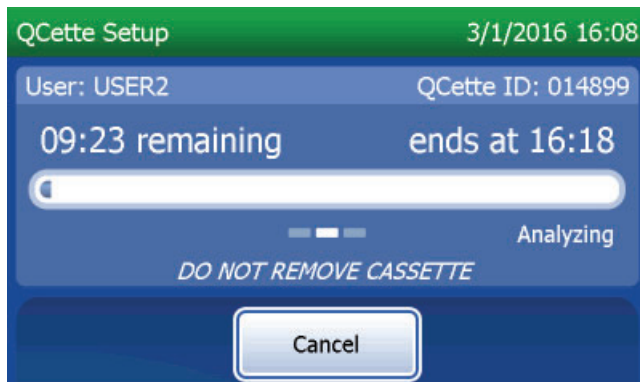 QCette Setup 3/1/2016 16:08
User: USER2 QCette ID: 014899
09:23 remaining ends at 16:18
Analyzing
DO NOT REMOVE CASSETTE
Cancel